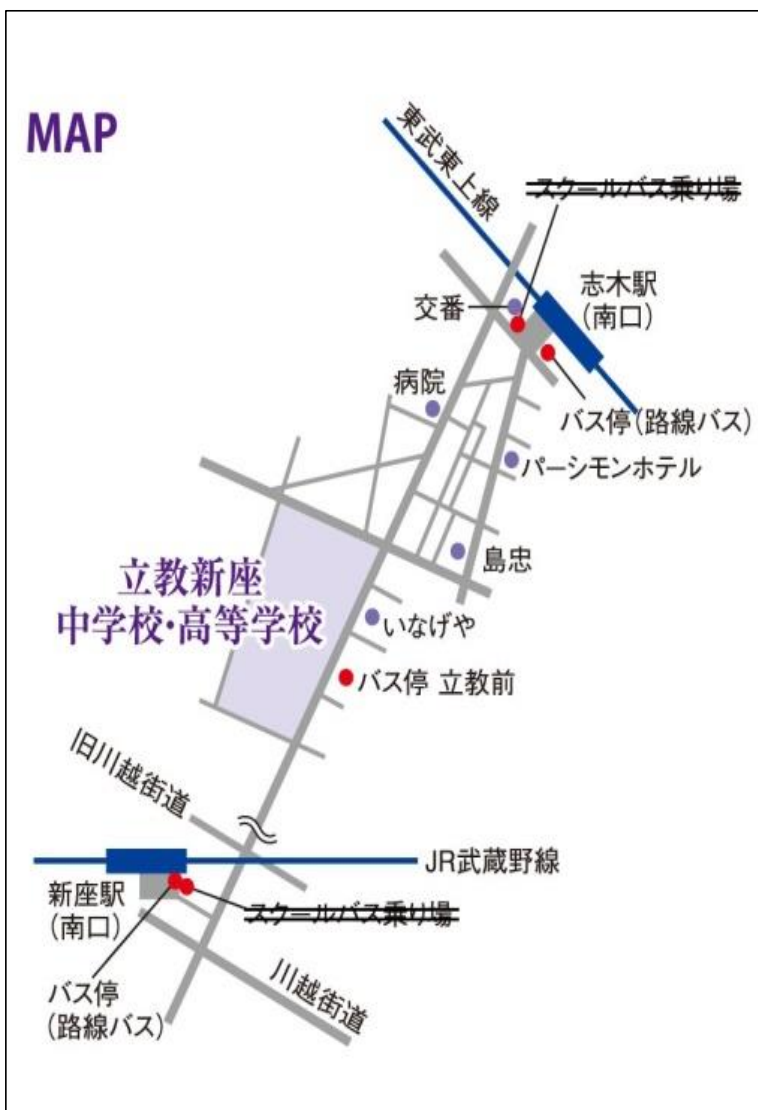 MAP
東武東上線
スクールバス乗り場
志木駅
(南口)
交番
病院
バス停(路線バス)
パーシモンホテル
島忠
立教新座
中学校・高等学校
いなげや
バス停 立教前
旧川越街道
JR武蔵野線
新座駅
(南口)
スクールバス乗り場
バス停
(路線バス)
川越街道